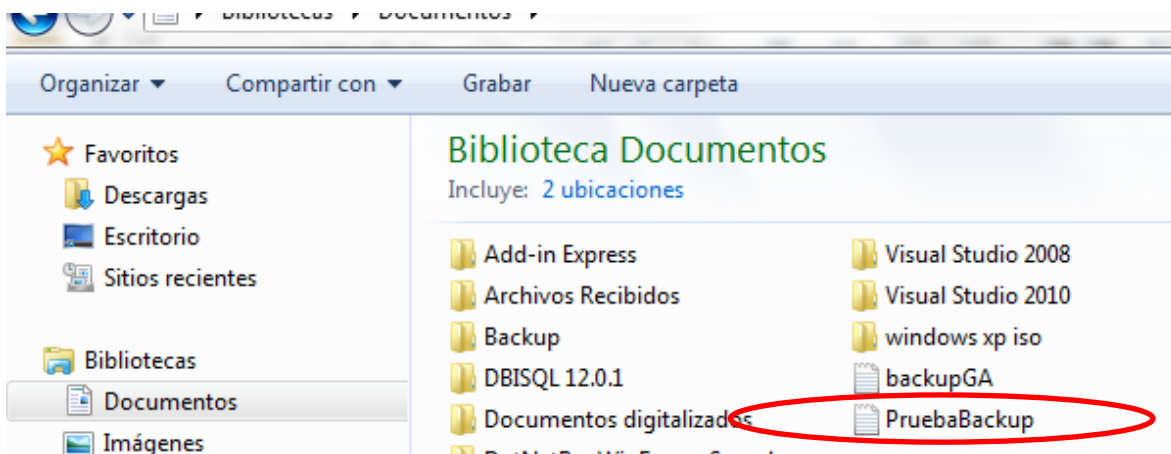 Bibliotecas ▸ Documentos ▸
Organizar Compartir con Grabar Nueva carpeta
Favoritos
Descargas
Escritorio
Sitios recientes
Bibliotecas
Documentos
Imágenes
Biblioteca Documentos
Incluye: 2 ubicaciones
Add-in Express
Archivos Recibidos
Backup
DBISQL 12.0.1
Documentos digitalizados
Visual Studio 2008
Visual Studio 2010
windows xp iso
backupGA
PruebaBackup